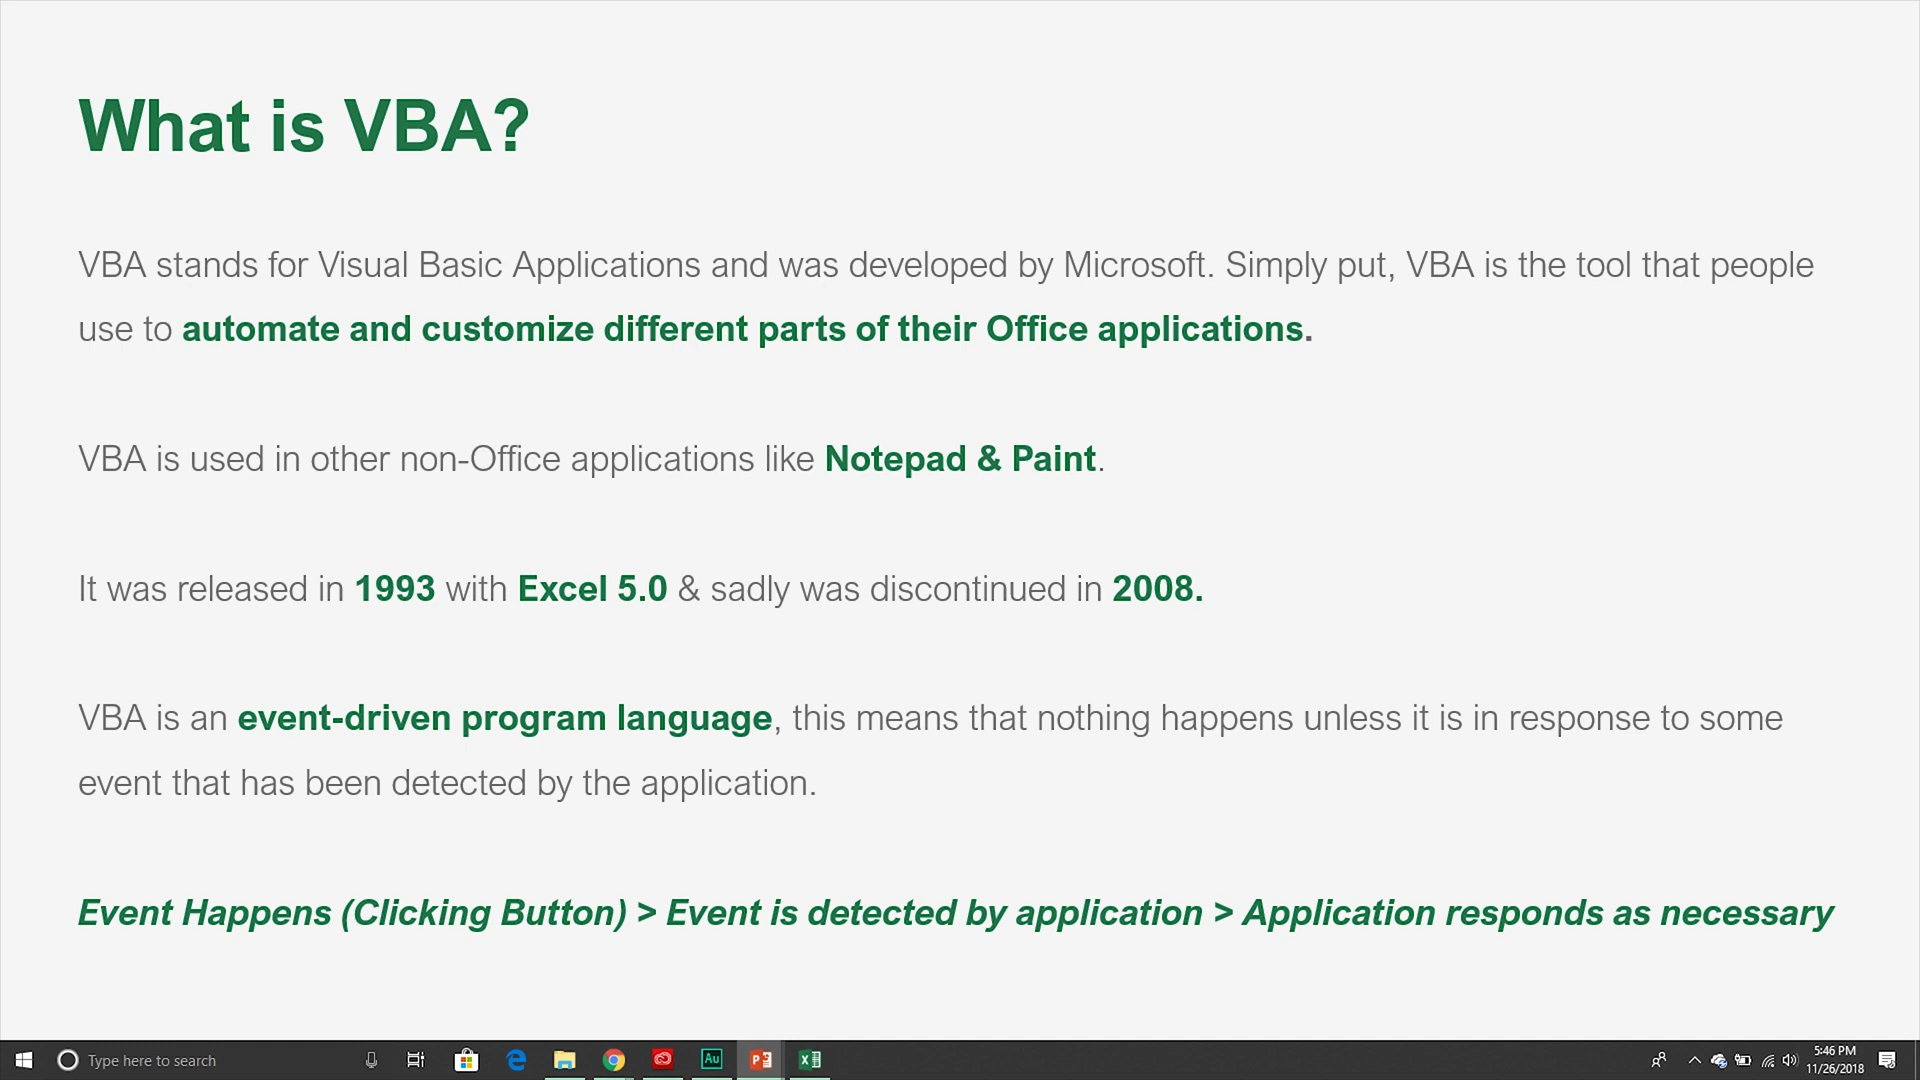 What is VBA?
VBA stands for Visual Basic Applications and was developed by Microsoft. Simply put, VBA is the tool that people
use to automate and customize different parts of their Office applications.
VBA is used in other non-Office applications like Notepad & Paint.
It was released in 1993 with Excel 5.0 & sadly was discontinued in 2008.
VBA is an event-driven program language, this means that nothing happens unless it is in response to some
event that has been detected by the application.
Event Happens (Clicking Button) > Event is detected by application > Application responds as necessary
Type here to search
Au
5:46 PM
11/26/2018